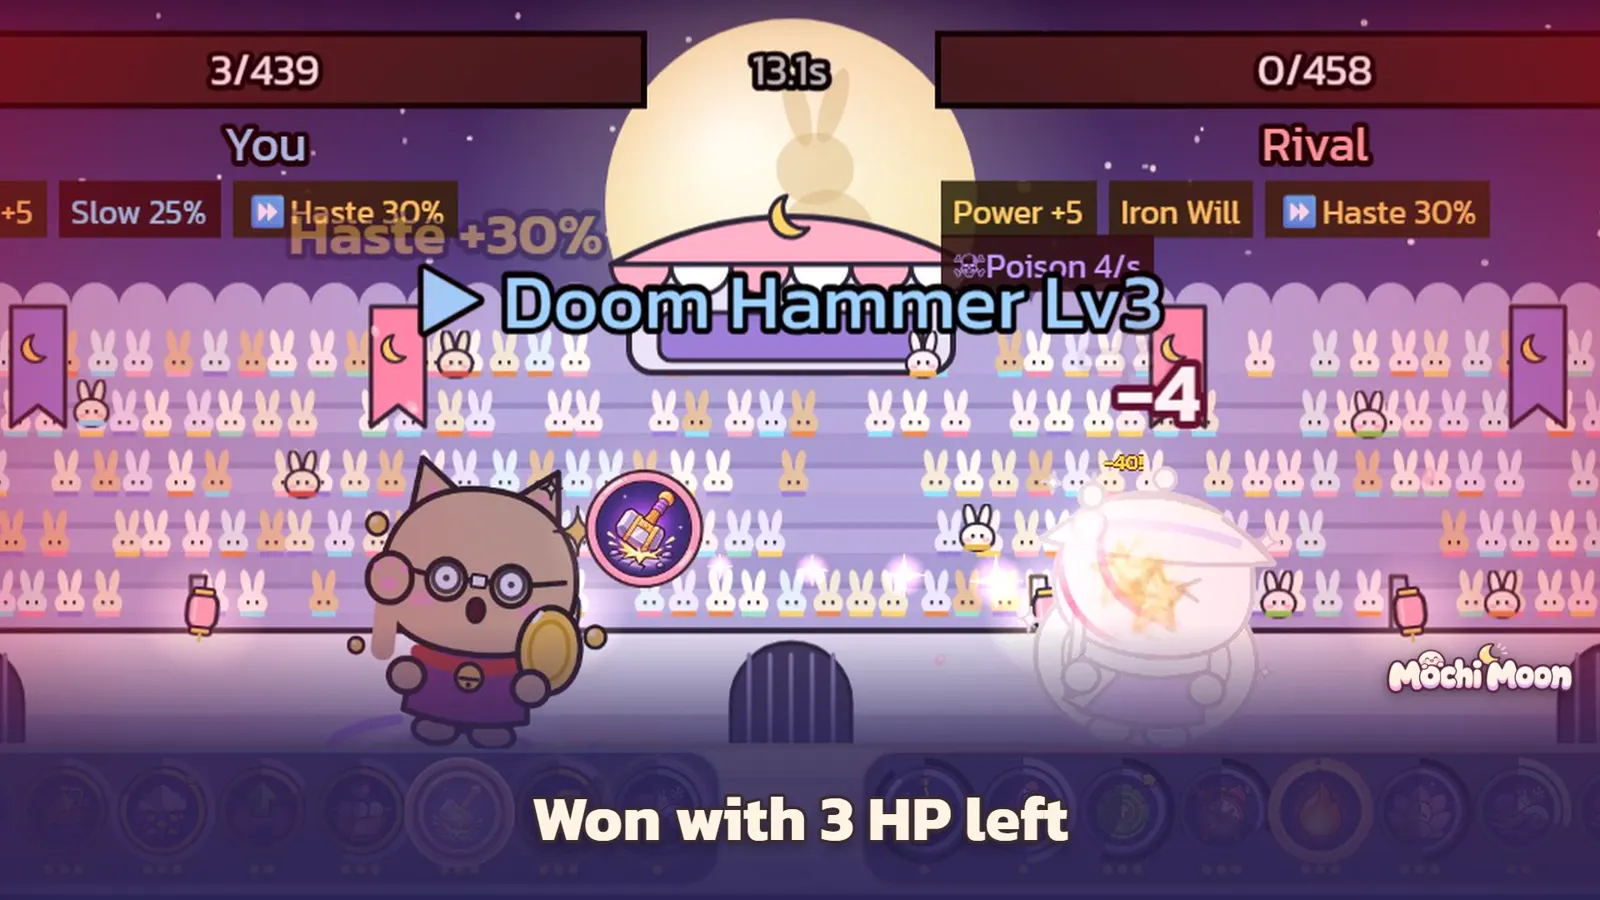 3/439
13.1s
0/458
You
Rival
+5
Slow 25%
Haste 30%
Haste +30%
Power +5
Iron Will
Haste 30%
Poison 4/s
Doom Hammer Lv3
-4
-40!
Mochi Moon
Won with 3 HP left